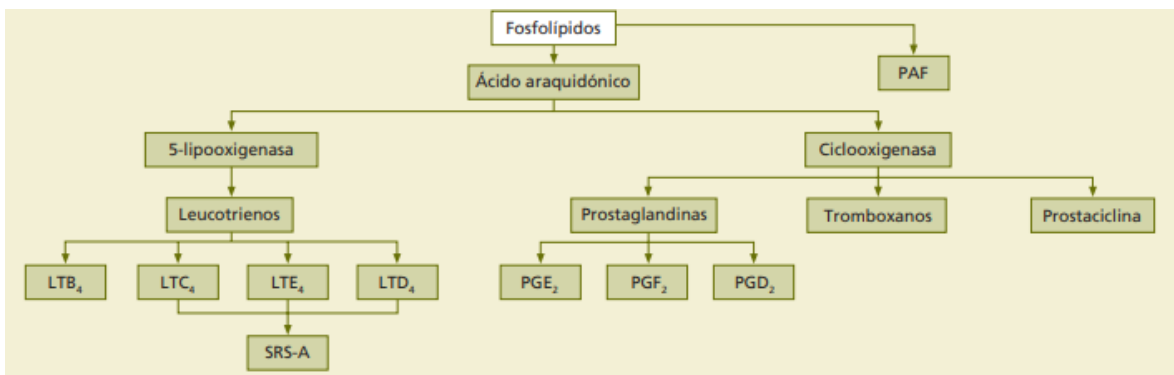 Fosfolípidos
PAF
Ácido araquidónico
5-lipooxigenasa
Ciclooxigenasa
Leucotrienos
Prostaglandinas
Tromboxanos
Prostaciclina
LTB₄
LTC₄
LTE₄
LTD₄
PGE₂
PGF₂
PGD₂
SRS-A